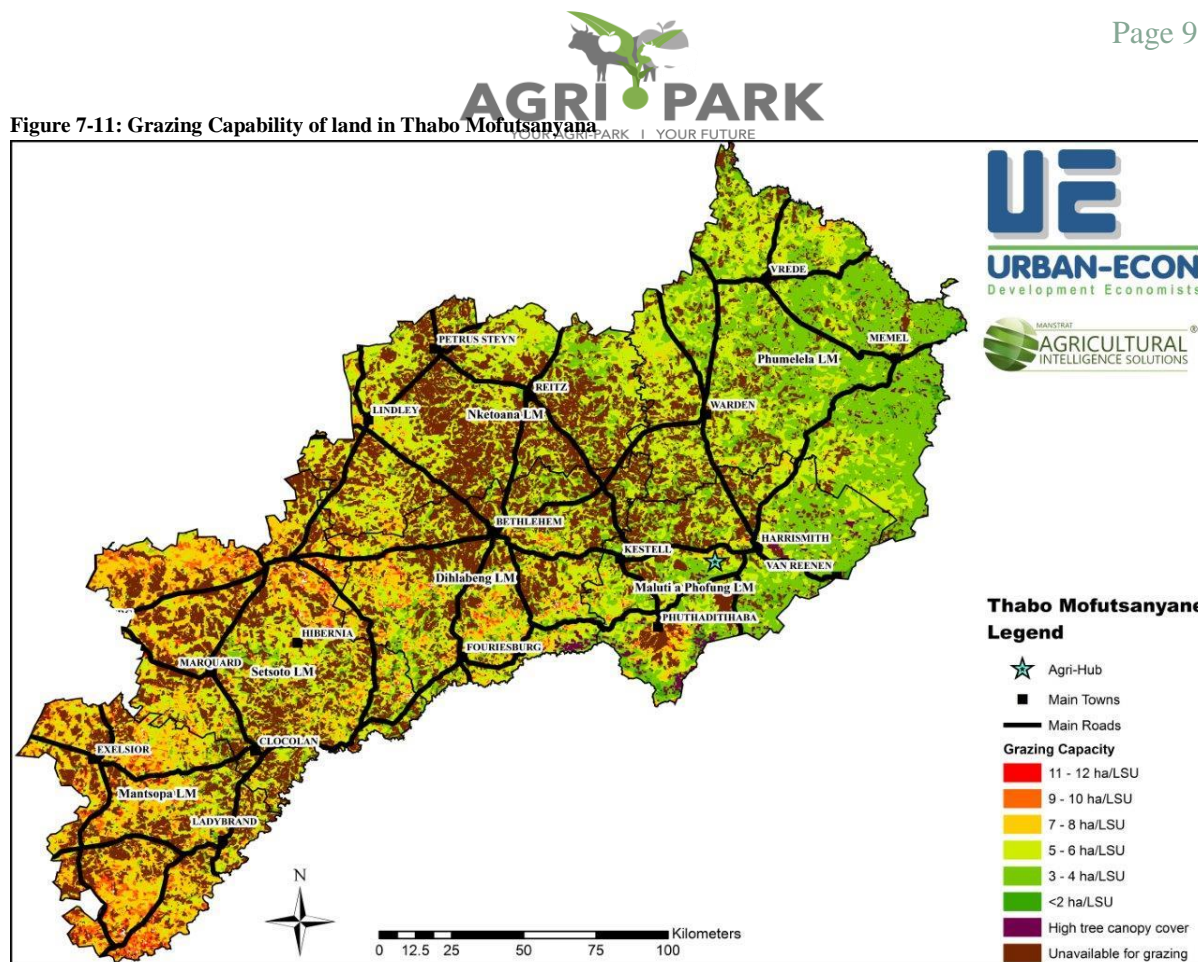 Page 9
AGRI PARK
YOUR AGRI-PARK | YOUR FUTURE
Figure 7-11: Grazing Capability of land in Thabo Mofutsanyana
UE
URBAN-ECON
Development Economists
MANSTRAT
AGRICULTURAL ®
INTELLIGENCE SOLUTIONS
VREDE
MEMEL
PETRUS STEYN
Phumelela LM
REITZ
LINDLEY
Nketoana LM
WARDEN
BETHLEHEM
HARRISMITH
KESTELL
VAN REENEN
Dihlabeng LM
Maluti a Phofung LM
PHUTHADITIHABA
HIBERNIA
FOURIESBURG
MARQUARD
Setsoto LM
CLOCOLAN
EXELSIOR
Mantsopa LM
LADYBRAND
N
Kilometers
0 12.5 25 50 75 100
Thabo Mofutsanyane
Legend
Agri-Hub
Main Towns
Main Roads
Grazing Capacity
11 - 12 ha/LSU
9 - 10 ha/LSU
7 - 8 ha/LSU
5 - 6 ha/LSU
3 - 4 ha/LSU
<2 ha/LSU
High tree canopy cover
Unavailable for grazing